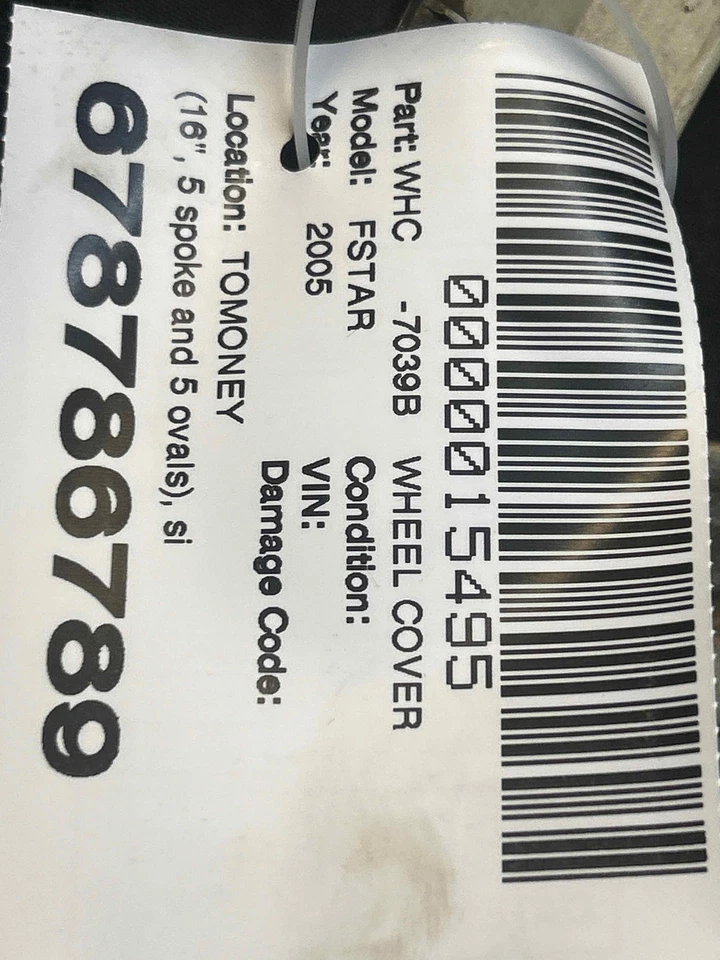 0000015495
Part: WHC -7039B WHEEL COVER
Model: FSTAR Condition:
Year: 2005 VIN:
Damage Code:
Location: TOMONEY
(16", 5 spoke and 5 ovals), si
678786789